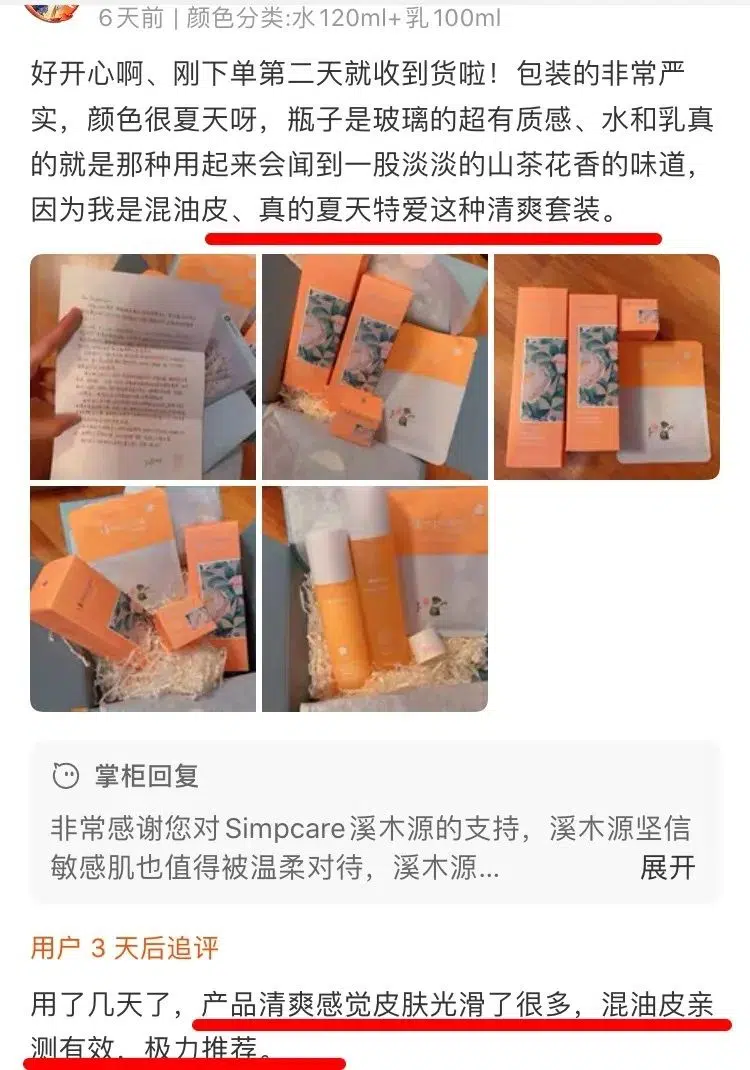 6天前 | 颜色分类:水120ml+乳100ml
好开心啊、刚下单第二天就收到货啦！包装的非常严
实，颜色很夏天呀，瓶子是玻璃的超有质感、水和乳真
的就是那种用起来会闻到一股淡淡的山茶花香的味道，
因为我是混油皮、真的夏天特爱这种清爽套装。
掌柜回复
非常感谢您对Simpcare溪木源的支持，溪木源坚信
敏感肌也值得被温柔对待，溪木源... 展开
用户 3 天后追评
用了几天了，产品清爽感觉皮肤光滑了很多，混油皮亲
测有效，极力推荐。